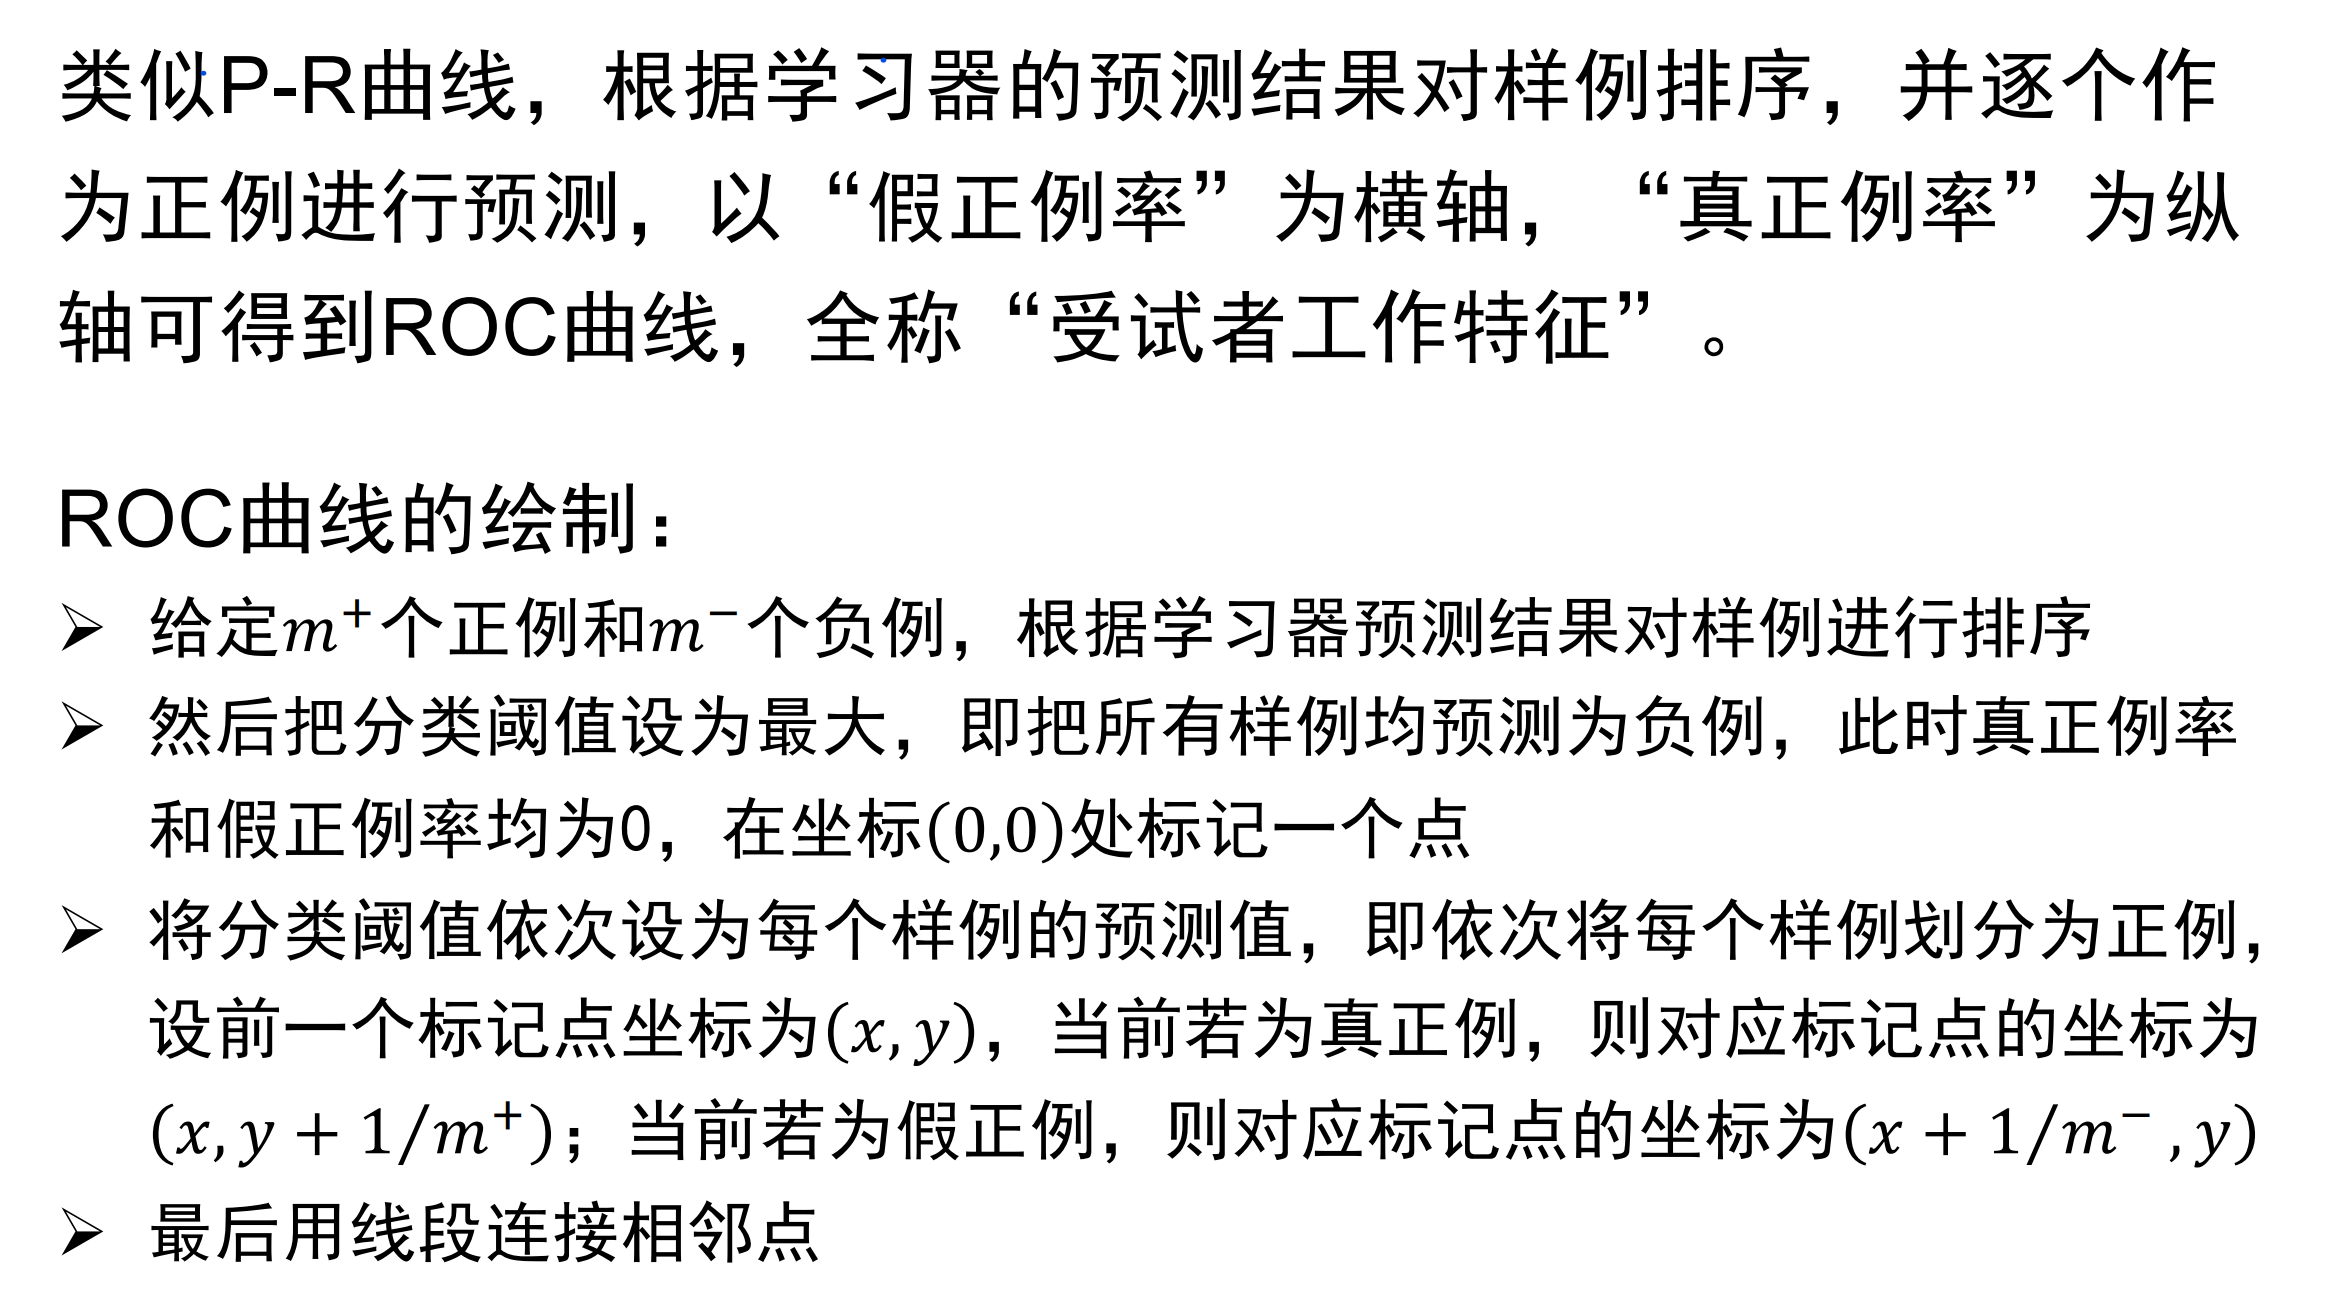 类似P-R曲线，根据学习器的预测结果对样例排序，并逐个作
为正例进行预测，以“假正例率”为横轴，“真正例率”为纵
轴可得到ROC曲线，全称“受试者工作特征”。
ROC曲线的绘制：
➢ 给定m⁺个正例和m⁻个负例，根据学习器预测结果对样例进行排序
➢ 然后把分类阈值设为最大，即把所有样例均预测为负例，此时真正例率
和假正例率均为0，在坐标(0,0)处标记一个点
➢ 将分类阈值依次设为每个样例的预测值，即依次将每个样例划分为正例，
设前一个标记点坐标为(x, y)，当前若为真正例，则对应标记点的坐标为
(x, y + 1/m⁺)；当前若为假正例，则对应标记点的坐标为(x + 1/m⁻, y)
➢ 最后用线段连接相邻点